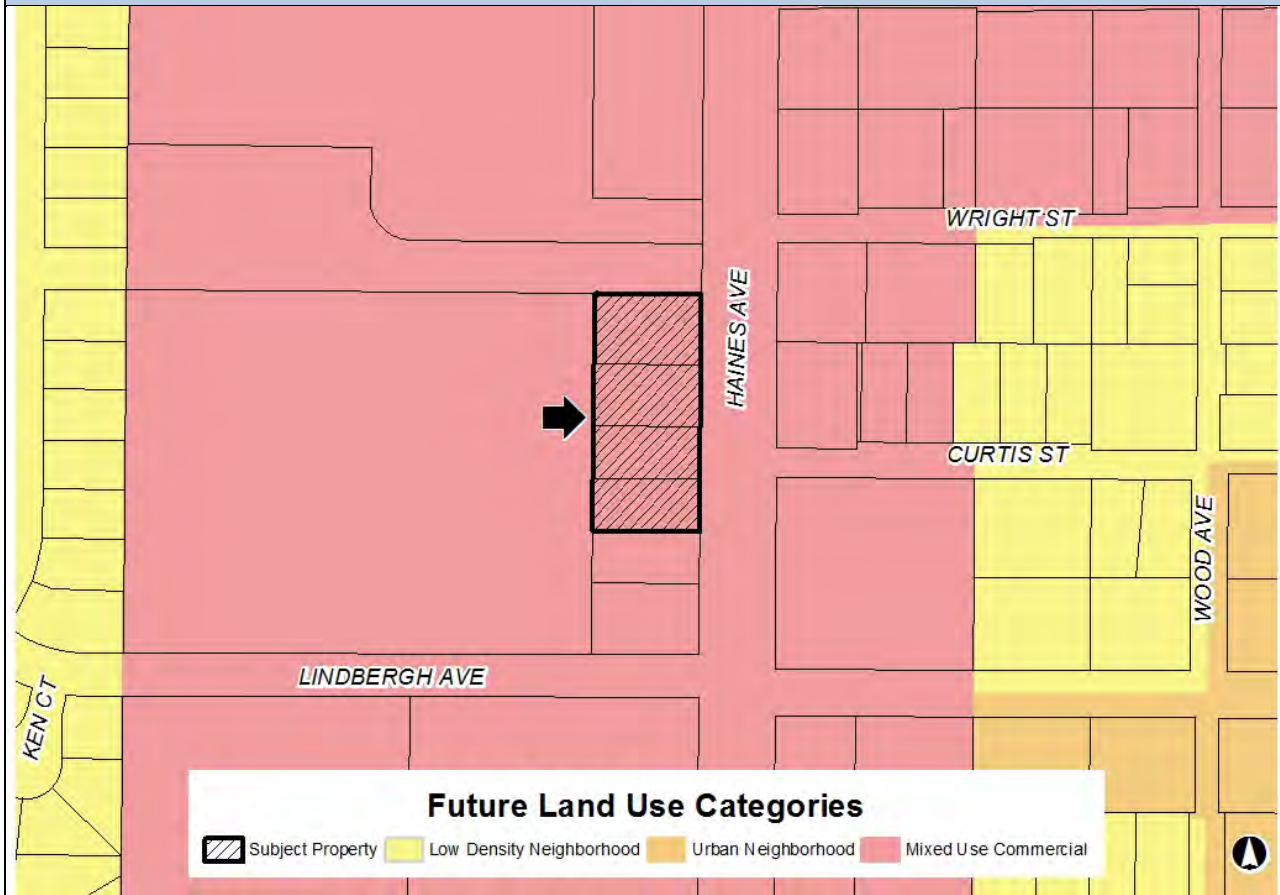 WRIGHT ST
HAINES AVE
CURTIS ST
WOOD AVE
LINDBERGH AVE
KEN CT
Future Land Use Categories
Subject Property Low Density Neighborhood Urban Neighborhood Mixed Use Commercial